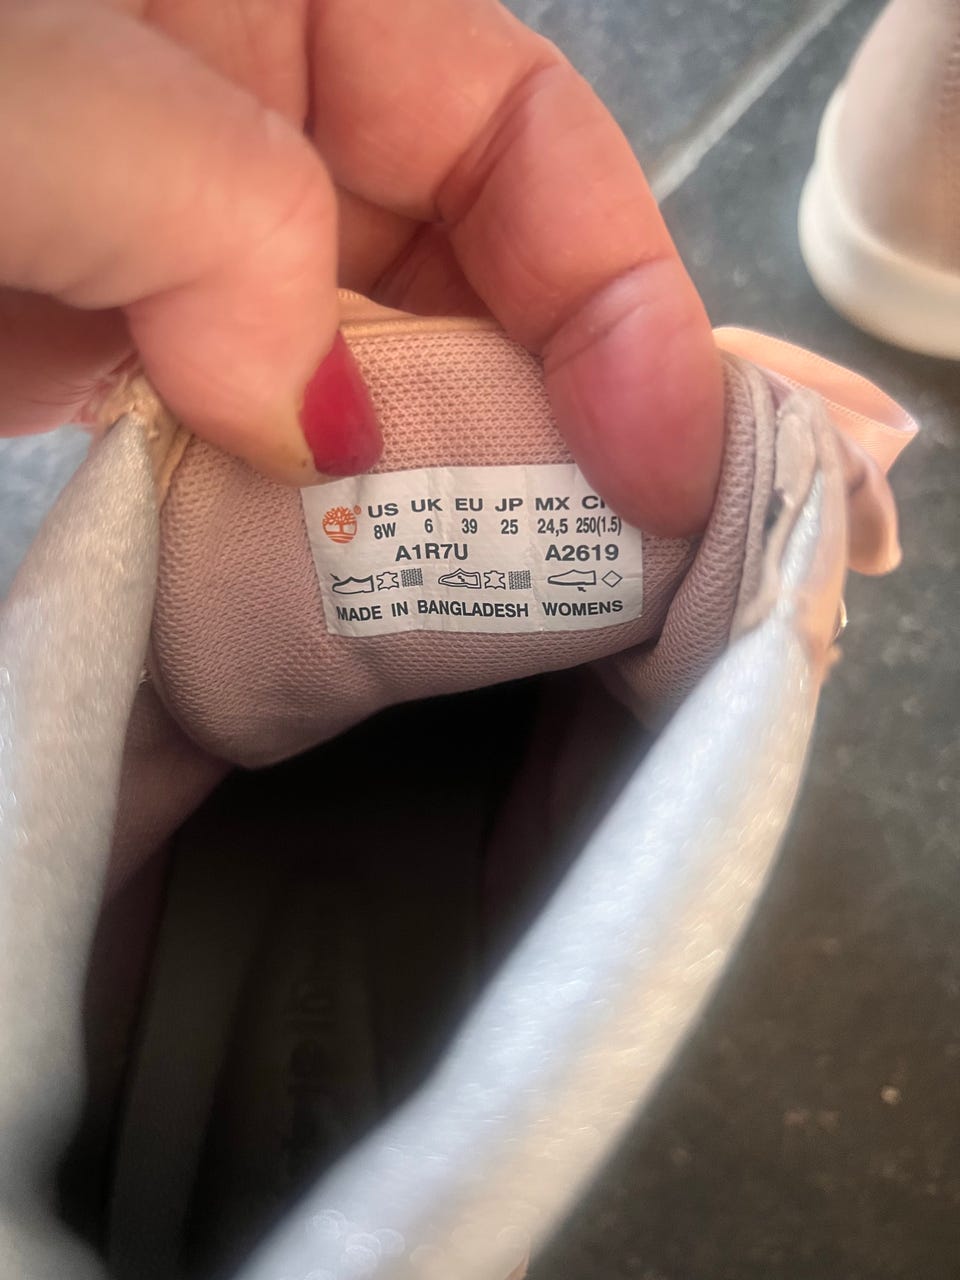 US UK EU JP MX
8W 6 39 25 24,5 250(1.5)
A1R7U A2619
MADE IN BANGLADESH WOMENS